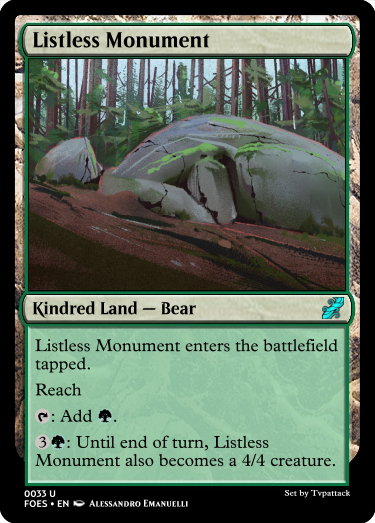 Listless Monument
Kindred Land — Bear
Listless Monument enters the battlefield
tapped.
Reach
: Add .
3 : Until end of turn, Listless
Monument also becomes a 4/4 creature.
0033 U
Set by Tvpattack
FOES • EN Alessandro Emanuelli